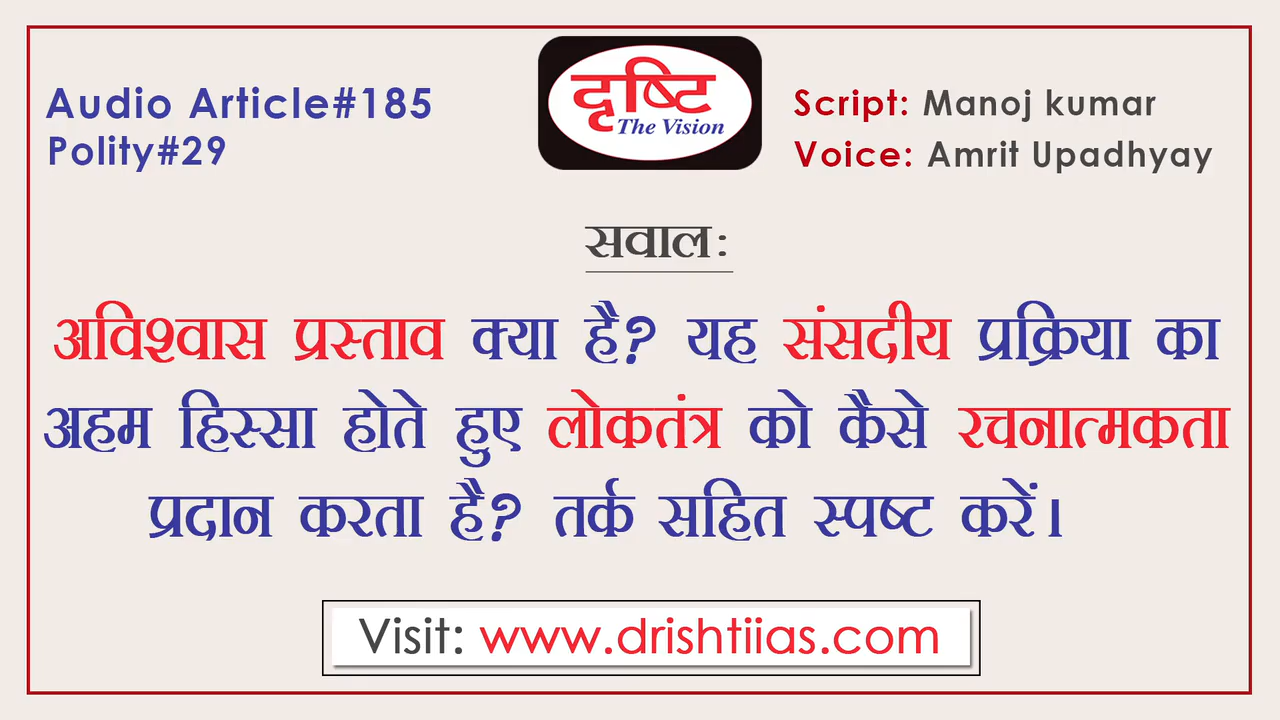 Audio Article#185
Polity#29
दृष्टि
The Vision
Script: Manoj kumar
Voice: Amrit Upadhyay
सवाल:
अविश्वास प्रस्ताव क्या है? यह संसदीय प्रक्रिया का
अहम हिस्सा होते हुए लोकतंत्र को कैसे रचनात्मकता
प्रदान करता है? तर्क सहित स्पष्ट करें।
Visit: www.drishtiias.com